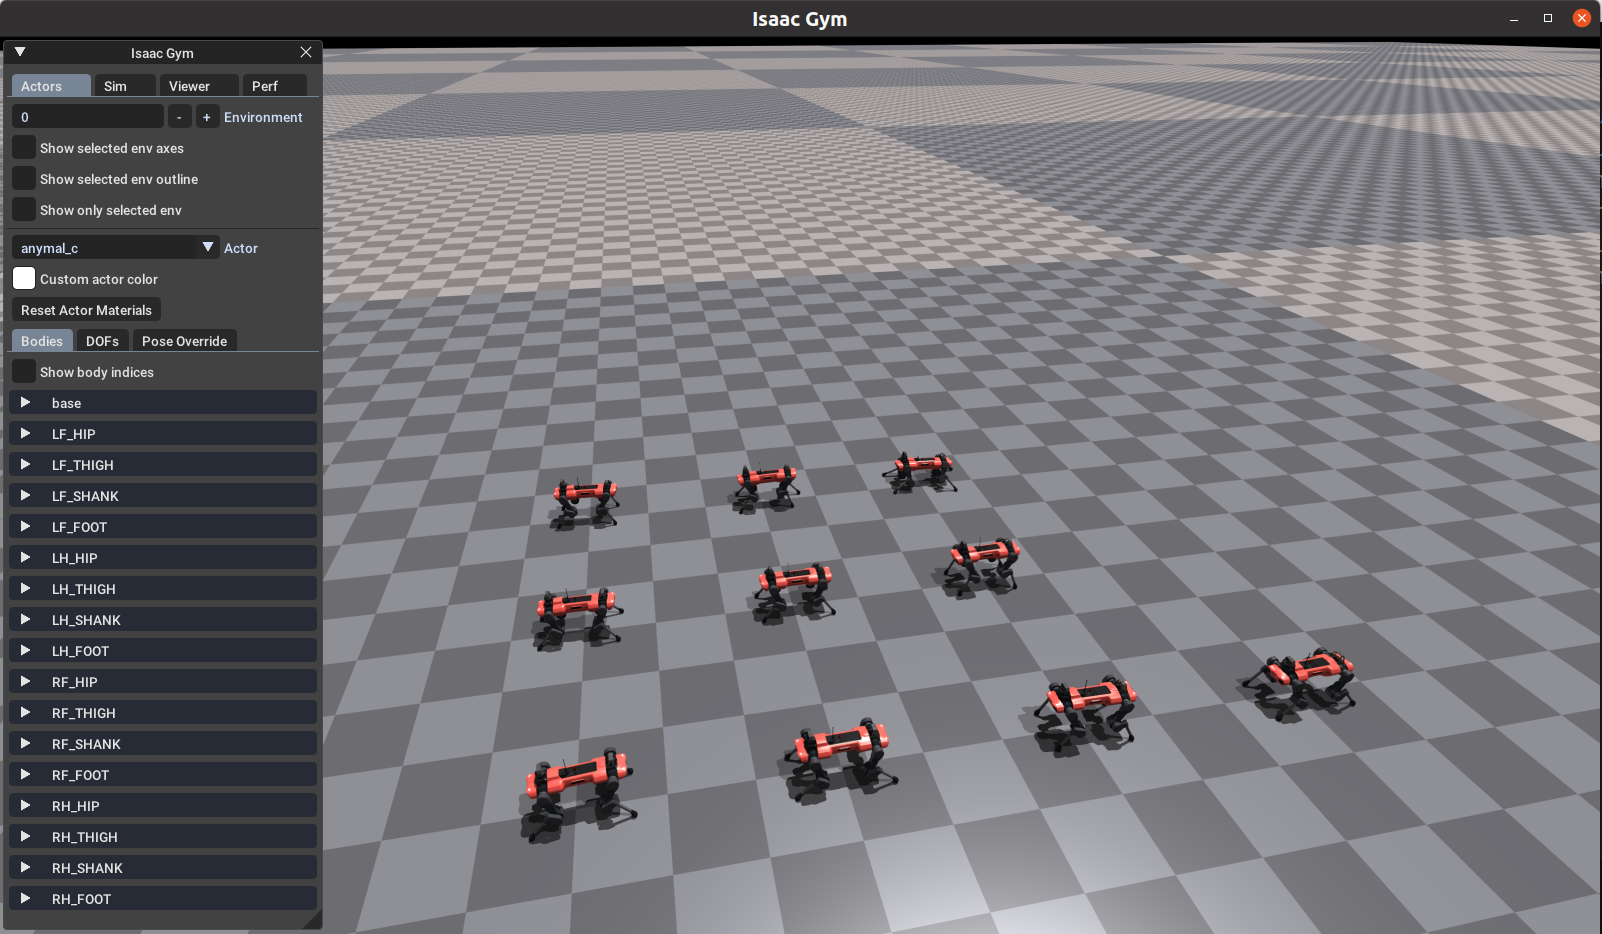 Isaac Gym
Isaac Gym
Actors Sim Viewer Perf
0 - + Environment
Show selected env axes
Show selected env outline
Show only selected env
anymal_c Actor
Custom actor color
Reset Actor Materials
Bodies DOFs Pose Override
Show body indices
base
LF_HIP
LF_THIGH
LF_SHANK
LF_FOOT
LH_HIP
LH_THIGH
LH_SHANK
LH_FOOT
RF_HIP
RF_THIGH
RF_SHANK
RF_FOOT
RH_HIP
RH_THIGH
RH_SHANK
RH_FOOT